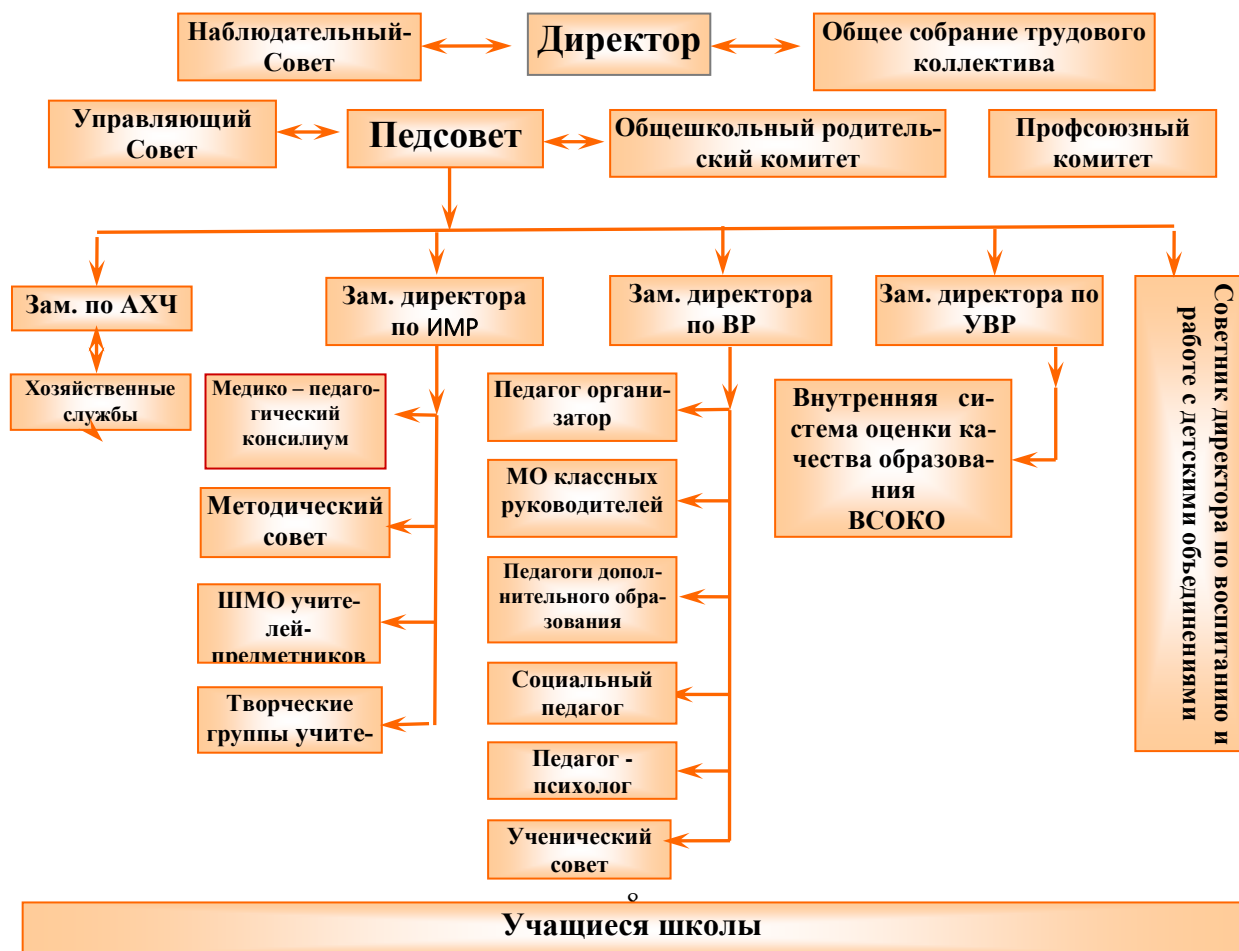 Наблюдательный-
Совет
Директор
Общее собрание трудового
коллектива
Управляющий
Совет
Педсовет
Общешкольный родитель-
ский комитет
Профсоюзный
комитет
Зам. по АХЧ
Зам. директора
по ИМР
Зам. директора
по ВР
Зам. директора по
УВР
Советник директора по воспитанию и
работе с детскими объединениями
Хозяйственные
службы
Медико – педаго-
гический
консилиум
Методический
совет
ШМО учите-
лей-
предметников
Творческие
группы учите-
Педагог органи-
затор
МО классных
руководителей
Педагоги допол-
нительного обра-
зования
Социальный
педагог
Педагог -
психолог
Ученический
совет
Внутренняя си-
стема оценки ка-
чества образова-
ния
ВСОКО
Учащиеся школы